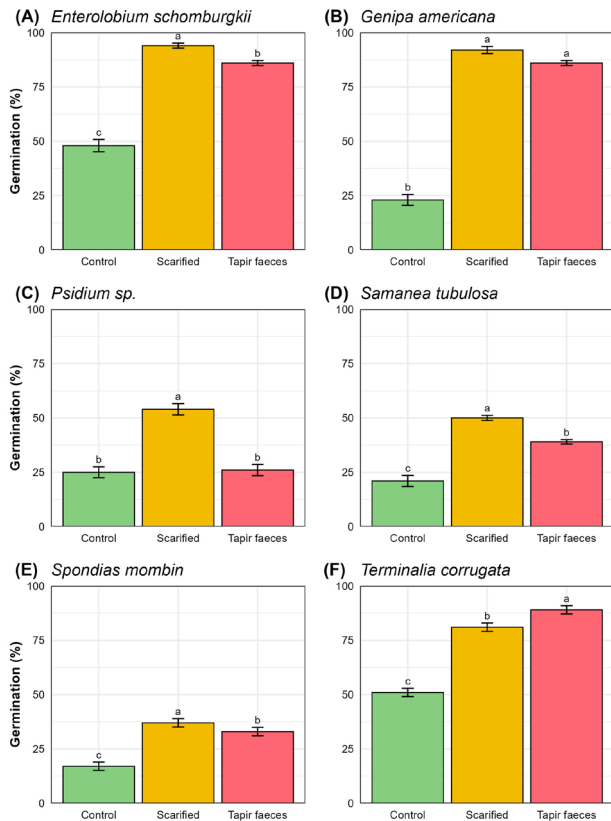 (A) Enterolobium schomburgkii
(B) Genipa americana
Germination (%)
100
75
50
25
0
c
a
b
Control
Scarified
Tapir faeces
100
75
50
25
0
b
a
a
Control
Scarified
Tapir faeces
(C) Psidium sp.
(D) Samanea tubulosa
Germination (%)
100
75
50
25
0
b
a
b
Control
Scarified
Tapir faeces
100
75
50
25
0
c
a
b
Control
Scarified
Tapir faeces
(E) Spondias mombin
(F) Terminalia corrugata
Germination (%)
100
75
50
25
0
c
a
b
Control
Scarified
Tapir faeces
100
75
50
25
0
c
b
a
Control
Scarified
Tapir faeces